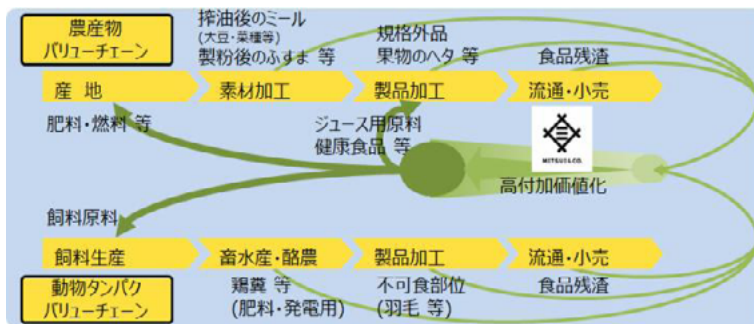 農産物
バリューチェーン
搾油後のミール
(大豆・菜種等)
製粉後のふすま 等
規格外品
果物のヘタ 等
食品残渣
産 地
素材加工
製品加工
流通・小売
肥料・燃料 等
ジュース用原料
健康食品 等
MITSUI&CO.
高付加価値化
飼料原料
飼料生産
畜水産・酪農
製品加工
流通・小売
動物タンパク
バリューチェーン
鶏糞 等
(肥料・発電用)
不可食部位
(羽毛 等)
食品残渣